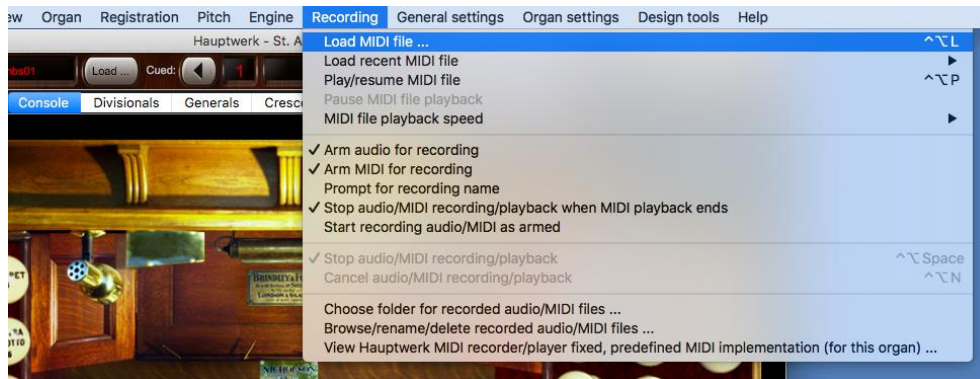 ew Organ Registration Pitch Engine Recording General settings Organ settings Design tools Help
Hauptwerk - St. A
Load ... Cued: 1
Console Divisionals Generals Cresce
Load MIDI file ... ^⌥L
Load recent MIDI file ▶
Play/resume MIDI file ^⌥P
Pause MIDI file playback
MIDI file playback speed ▶
✓ Arm audio for recording
✓ Arm MIDI for recording
Prompt for recording name
✓ Stop audio/MIDI recording/playback when MIDI playback ends
Start recording audio/MIDI as armed
✓ Stop audio/MIDI recording/playback ^⌥Space
Cancel audio/MIDI recording/playback ^⌥N
Choose folder for recorded audio/MIDI files ...
Browse/rename/delete recorded audio/MIDI files ...
View Hauptwerk MIDI recorder/player fixed, predefined MIDI implementation (for this organ) ...
BRINDLEY & F
LONDON
NICHOLSON